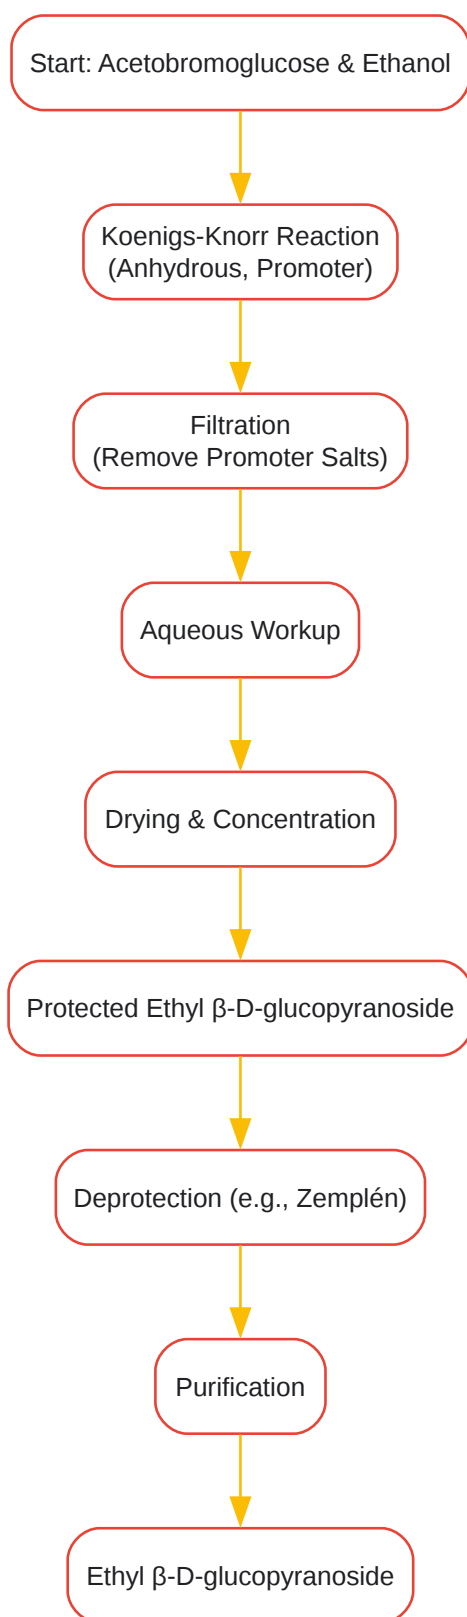 Start: Acetobromoglucose & Ethanol
Koenigs-Knorr Reaction
(Anhydrous, Promoter)
Filtration
(Remove Promoter Salts)
Aqueous Workup
Drying & Concentration
Protected Ethyl β-D-glucopyranoside
Deprotection (e.g., Zemplén)
Purification
Ethyl β-D-glucopyranoside